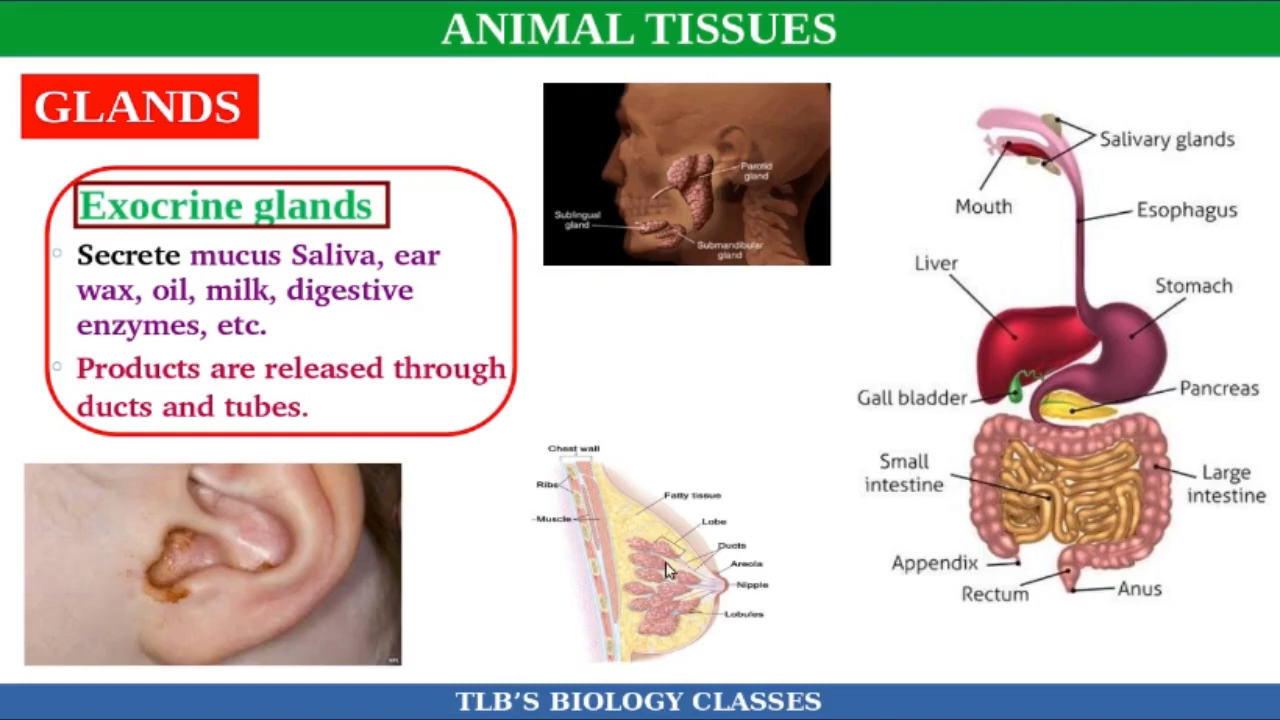 ANIMAL TISSUES
GLANDS
Exocrine glands
Secrete mucus Saliva, ear
wax, oil, milk, digestive
enzymes, etc.
Products are released through
ducts and tubes.
Parotid
gland
Sublingual
gland
Submandibular
gland
Chest wall
Ribs
Muscle
Fatty tissue
Lobe
Ducts
Areola
Nipple
Lobules
Salivary glands
Mouth
Esophagus
Liver
Stomach
Gall bladder
Pancreas
Small
intestine
Large
intestine
Appendix
Rectum
Anus
TLB'S BIOLOGY CLASSES